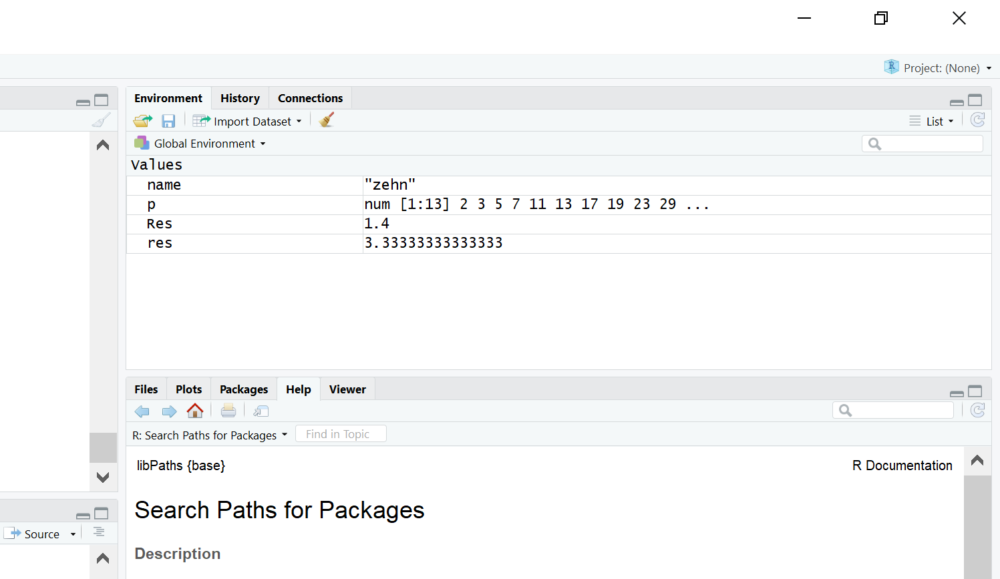 Project: (None)
Environment History Connections
Import Dataset List
Global Environment
Values
name "zehn"
p num [1:13] 2 3 5 7 11 13 17 19 23 29 ...
Res 1.4
res 3.33333333333333
Files Plots Packages Help Viewer
R: Search Paths for Packages Find in Topic
libPaths {base} R Documentation
Search Paths for Packages
Source
Description